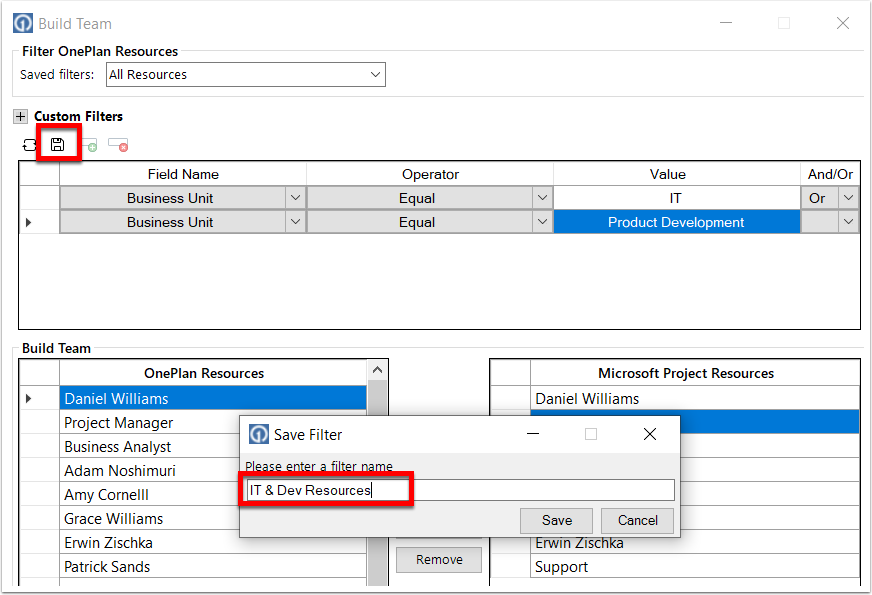 Build Team
Filter OnePlan Resources
Saved filters: All Resources
Custom Filters
Field Name Operator Value And/Or
Business Unit Equal IT Or
Business Unit Equal Product Development
Build Team
OnePlan Resources
Daniel Williams
Project Manager
Business Analyst
Adam Noshimuri
Amy Cornelll
Grace Williams
Erwin Zischka
Patrick Sands
Microsoft Project Resources
Daniel Williams
Erwin Zischka
Support
Save Filter
Please enter a filter name
IT & Dev Resources
Save Cancel
Remove